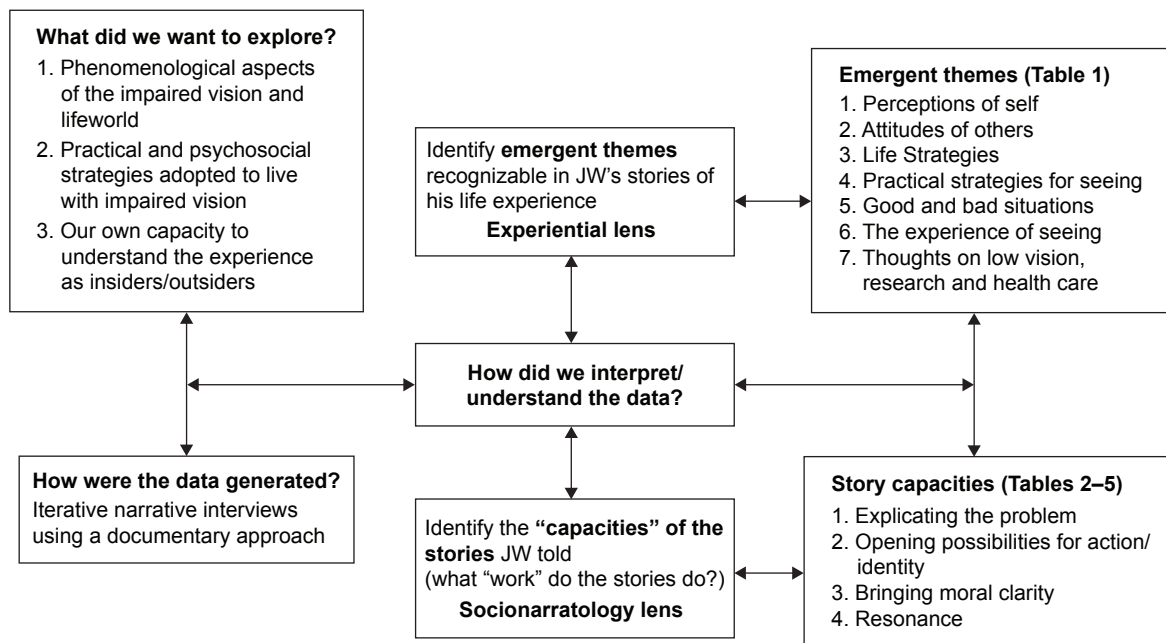 What did we want to explore?
1. Phenomenological aspects
of the impaired vision and
lifeworld
2. Practical and psychosocial
strategies adopted to live
with impaired vision
3. Our own capacity to
understand the experience
as insiders/outsiders
How were the data generated?
Iterative narrative interviews
using a documentary approach
Identify emergent themes
recognizable in JW's stories of
his life experience
Experiential lens
How did we interpret/
understand the data?
Identify the “capacities” of the
stories JW told
(what “work” do the stories do?)
Socionarratology lens
Emergent themes (Table 1)
1. Perceptions of self
2. Attitudes of others
3. Life Strategies
4. Practical strategies for seeing
5. Good and bad situations
6. The experience of seeing
7. Thoughts on low vision,
research and health care
Story capacities (Tables 2–5)
1. Explicating the problem
2. Opening possibilities for action/
identity
3. Bringing moral clarity
4. Resonance